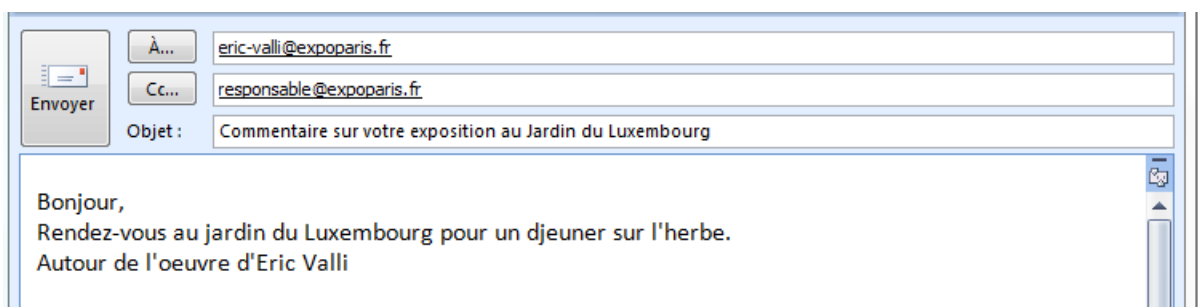 À...
eric-valli@expoparis.fr
Cc...
responsable@expoparis.fr
Envoyer
Objet :
Commentaire sur votre exposition au Jardin du Luxembourg
Bonjour,
Rendez-vous au jardin du Luxembourg pour un djeuner sur l'herbe.
Autour de l'oeuvre d'Eric Valli